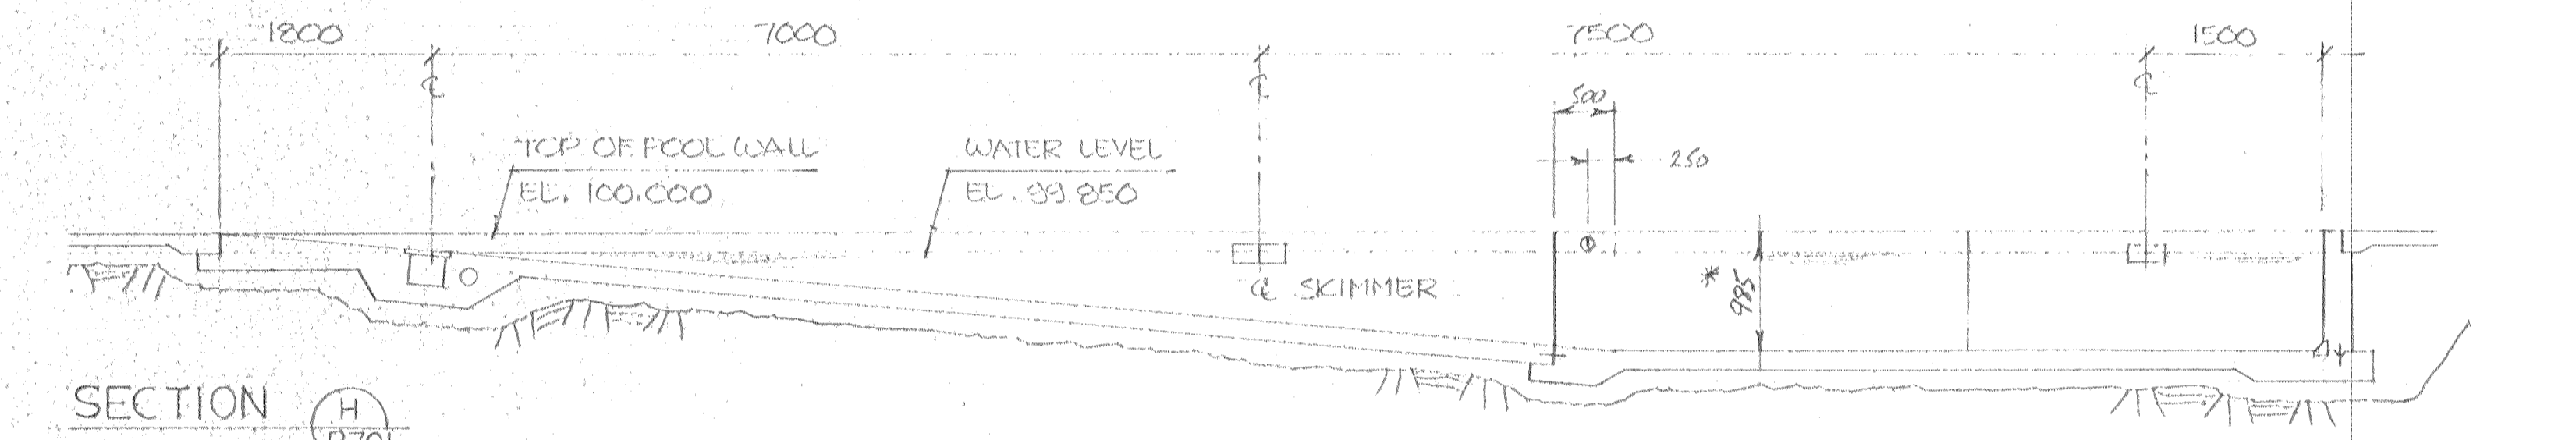 1800 7000 7500 1500
500
250
TOP OF POOL WALL
EL. 100.000
WATER LEVEL
EL. 99.850
℄ SKIMMER
* 985
SECTION H